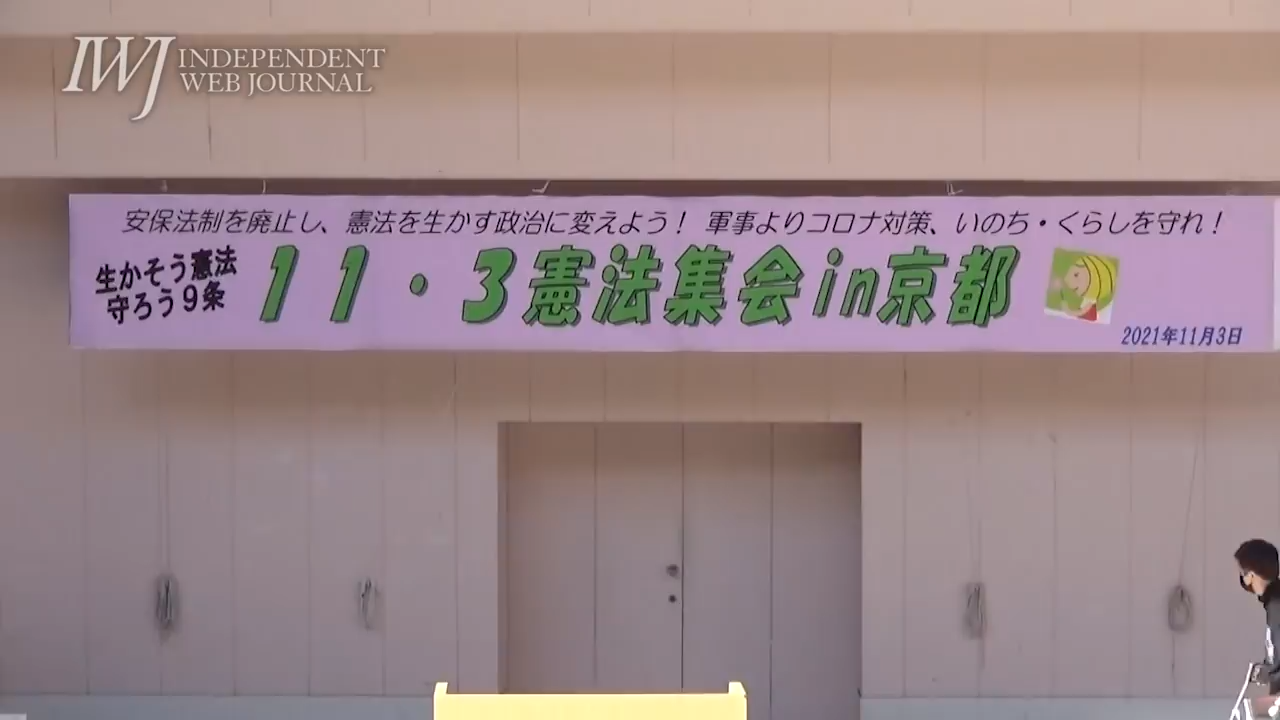 IWJ INDEPENDENT
WEB JOURNAL
安保法制を廃止し、憲法を生かす政治に変えよう！ 軍事よりコロナ対策、いのち・くらしを守れ！
生かそう憲法
守ろう９条
１１・３憲法集会in京都
2021年11月3日